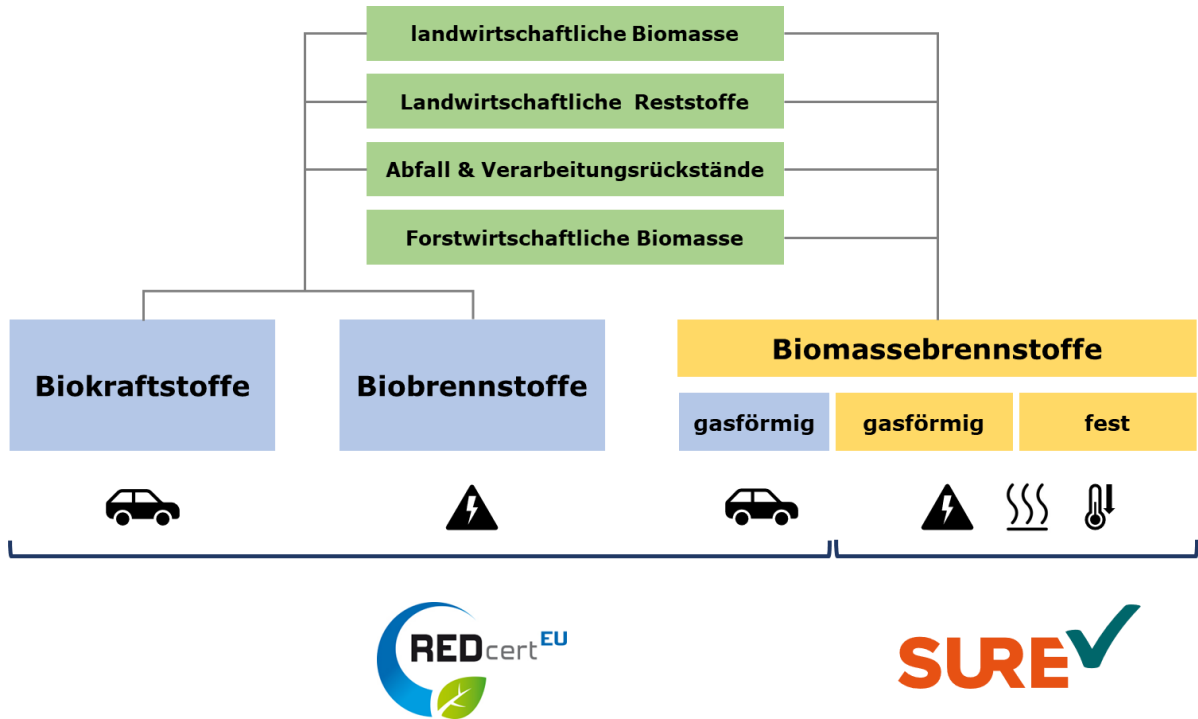 landwirtschaftliche Biomasse
Landwirtschaftliche Reststoffe
Abfall & Verarbeitungsrückstände
Forstwirtschaftliche Biomasse
Biokraftstoffe
Biobrennstoffe
Biomassebrennstoffe
gasförmig
gasförmig
fest
REDcert EU
SURE